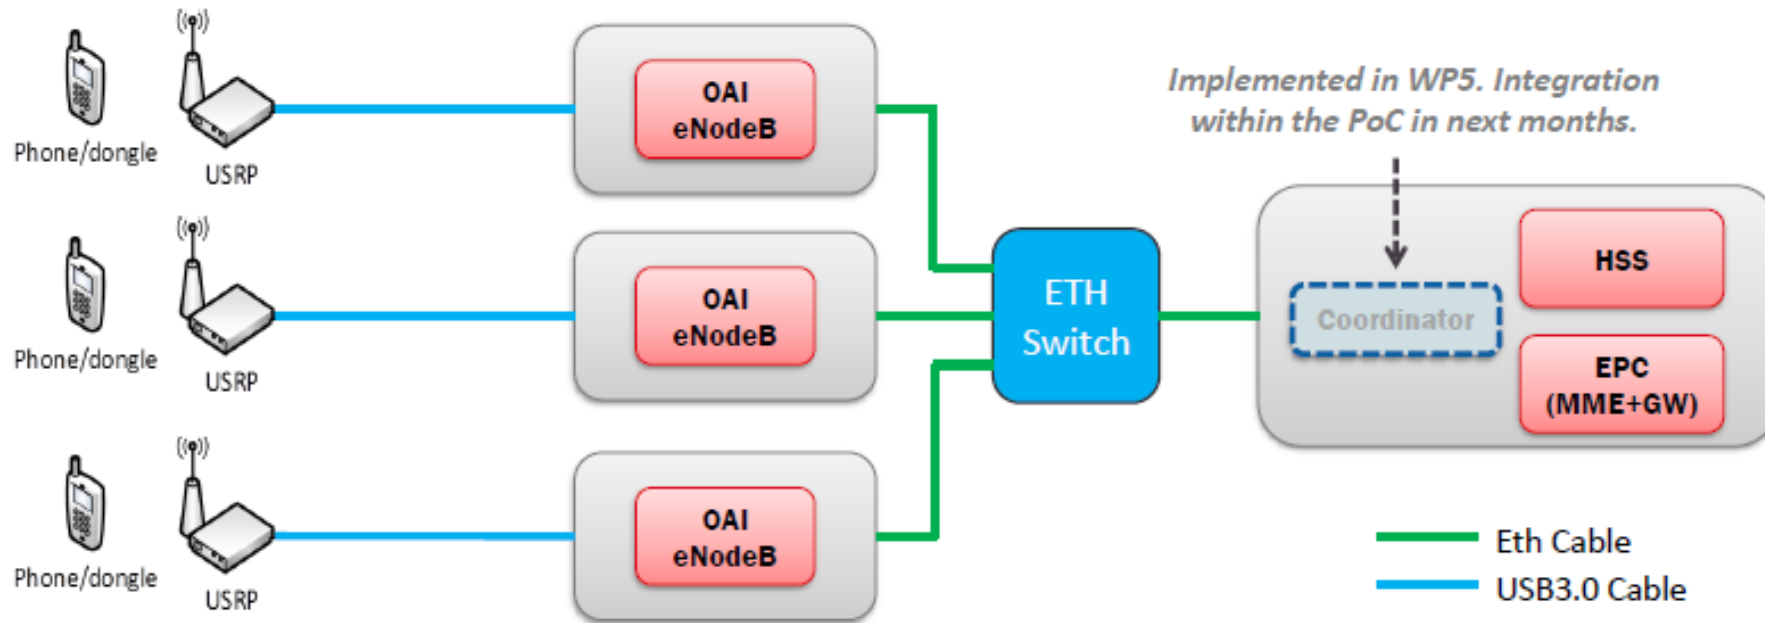 Phone/dongle
USRP
OAI
eNodeB
Phone/dongle
USRP
OAI
eNodeB
Phone/dongle
USRP
OAI
eNodeB
ETH
Switch
Implemented in WP5. Integration
within the PoC in next months.
Coordinator
HSS
EPC
(MME+GW)
Eth Cable
USB3.0 Cable